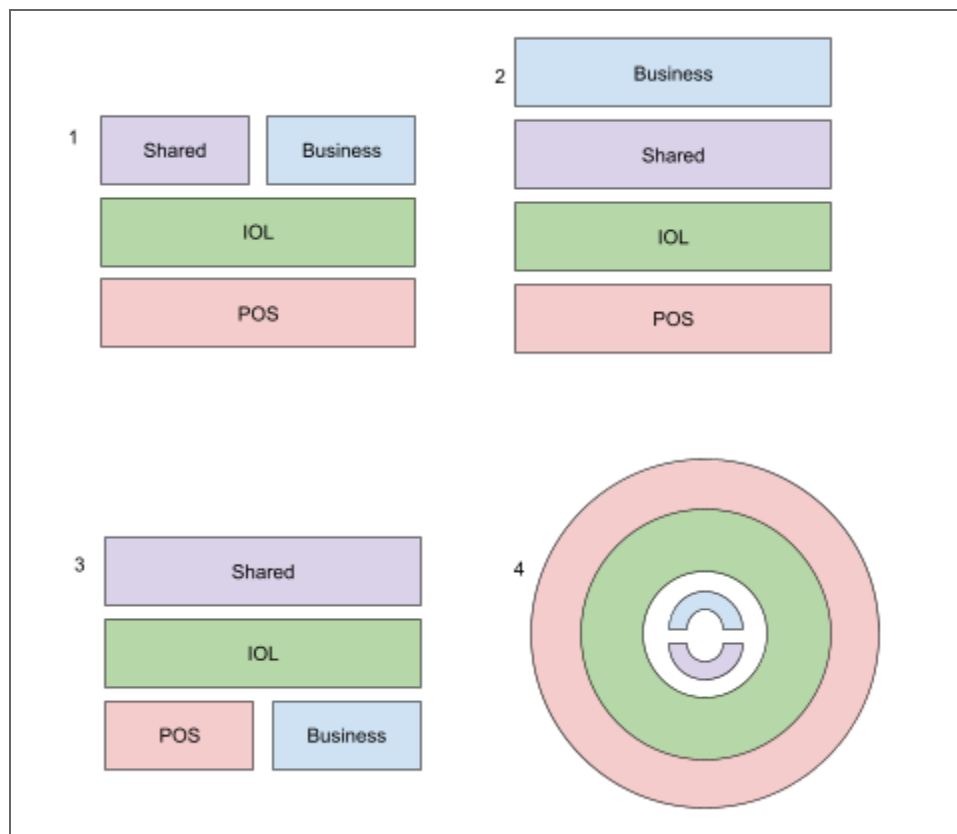 1
Shared
Business
IOL
POS
2
Business
Shared
IOL
POS
3
Shared
IOL
POS
Business
4